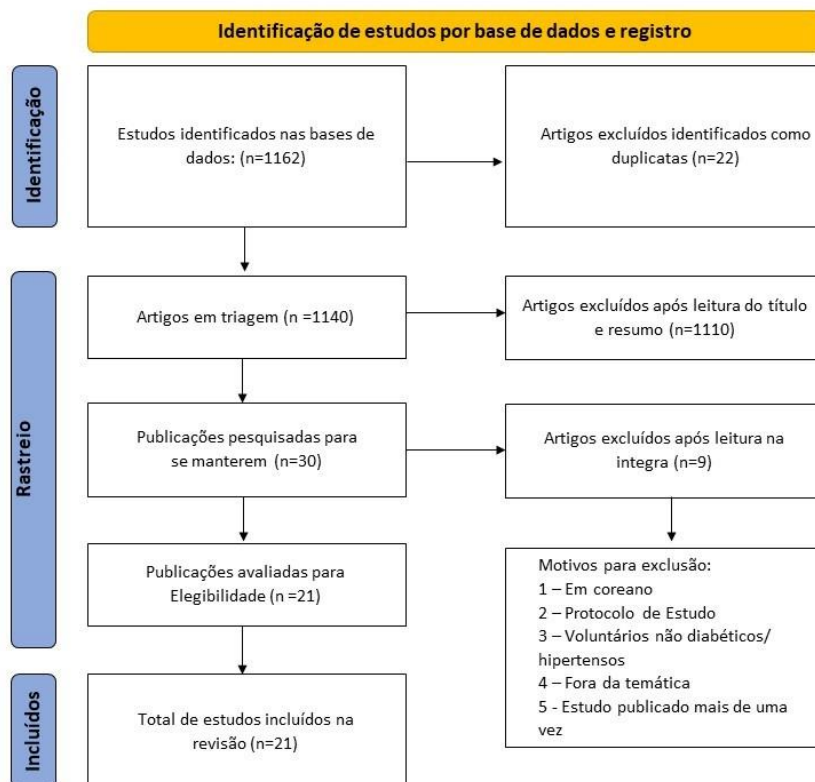 Identificação de estudos por base de dados e registro
Identificação
Estudos identificados nas bases de
dados: (n=1162)
Artigos excluídos identificados como
duplicatas (n=22)
Rastreio
Artigos em triagem (n =1140)
Artigos excluídos após leitura do título
e resumo (n=1110)
Publicações pesquisadas para
se manterem (n=30)
Artigos excluídos após leitura na
integra (n=9)
Publicações avaliadas para
Elegibilidade (n =21)
Motivos para exclusão:
1 – Em coreano
2 – Protocolo de Estudo
3 – Voluntários não diabéticos/
hipertensos
4 – Fora da temática
5 - Estudo publicado mais de uma
vez
Incluídos
Total de estudos incluídos na
revisão (n=21)